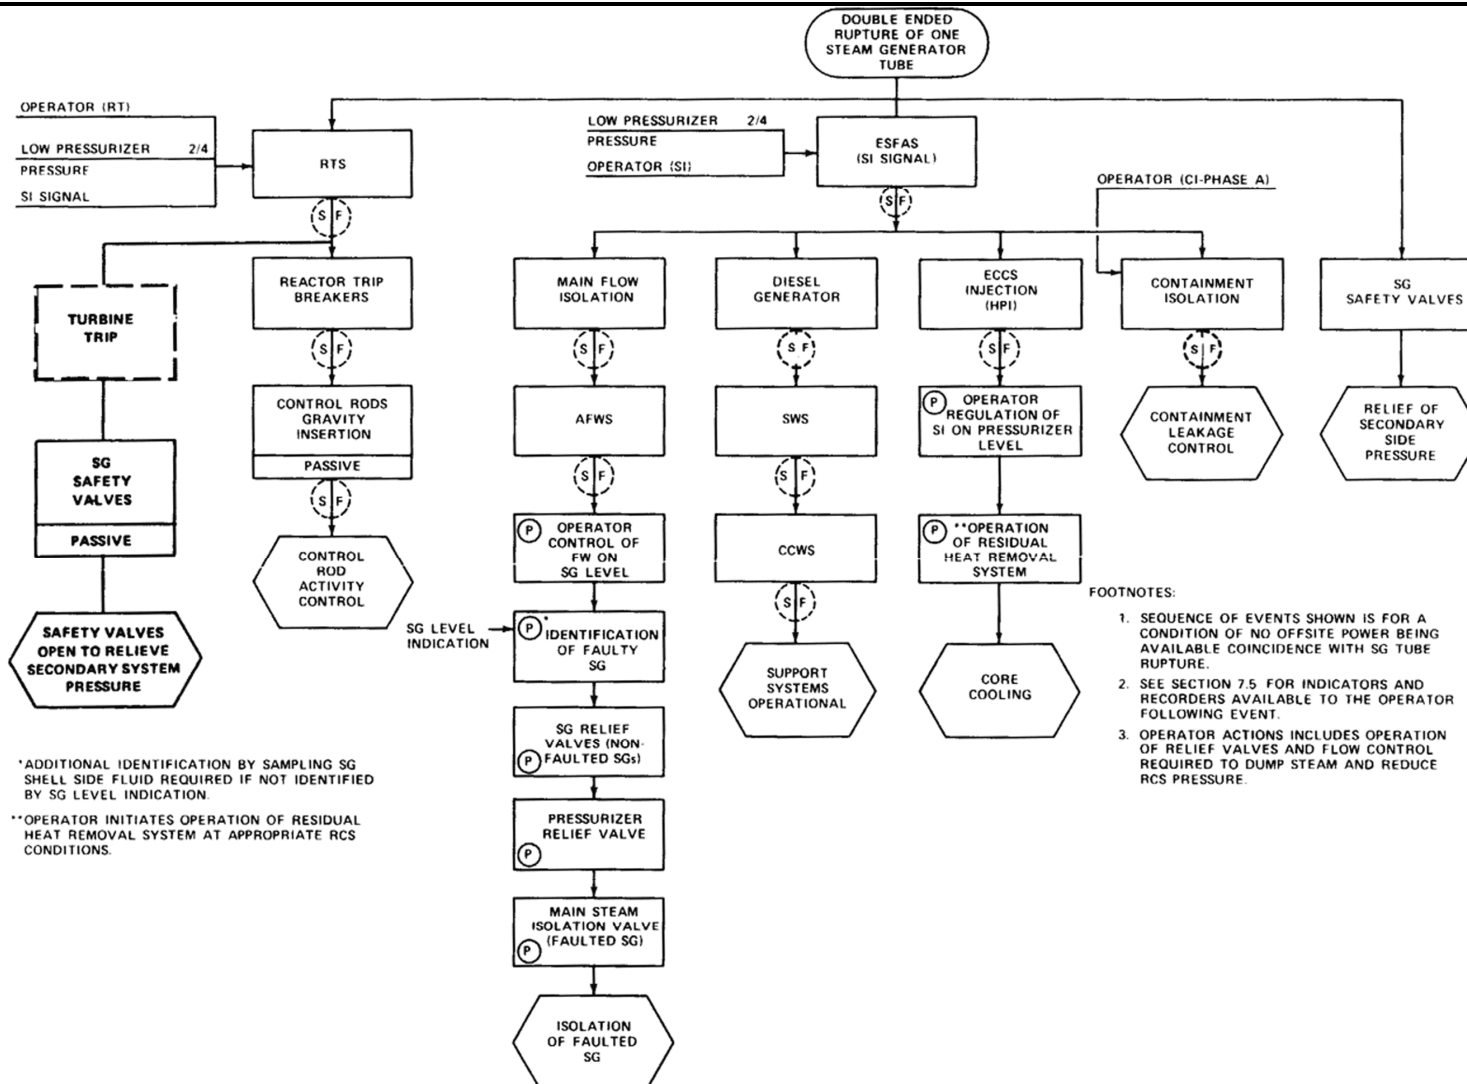 DOUBLE ENDED
RUPTURE OF ONE
STEAM GENERATOR
TUBE
OPERATOR (RT)
LOW PRESSURIZER 2/4
PRESSURE
SI SIGNAL
RTS
LOW PRESSURIZER 2/4
PRESSURE
OPERATOR (SI)
ESFAS
(SI SIGNAL)
OPERATOR (CI-PHASE A)
S F
S F
TURBINE
TRIP
REACTOR TRIP
BREAKERS
MAIN FLOW
ISOLATION
DIESEL
GENERATOR
ECCS
INJECTION
(HPI)
CONTAINMENT
ISOLATION
SG
SAFETY VALVES
S F
S F
S F
S F
S F
SG
SAFETY
VALVES
PASSIVE
CONTROL RODS
GRAVITY
INSERTION
PASSIVE
AFWS
SWS
P OPERATOR
REGULATION OF
SI ON PRESSURIZER
LEVEL
CONTAINMENT
LEAKAGE
CONTROL
RELIEF OF
SECONDARY
SIDE
PRESSURE
S F
S F
S F
SAFETY VALVES
OPEN TO RELIEVE
SECONDARY SYSTEM
PRESSURE
CONTROL
ROD
ACTIVITY
CONTROL
P OPERATOR
CONTROL OF
FW ON
SG LEVEL
CCWS
P **OPERATION
OF RESIDUAL
HEAT REMOVAL
SYSTEM
S F
SG LEVEL
INDICATION
P *
IDENTIFICATION
OF FAULTY
SG
SUPPORT
SYSTEMS
OPERATIONAL
CORE
COOLING
SG RELIEF
VALVES (NON-
FAULTED SGs)
P
PRESSURIZER
RELIEF VALVE
P
MAIN STEAM
ISOLATION VALVE
(FAULTED SG)
P
ISOLATION
OF FAULTED
SG
*ADDITIONAL IDENTIFICATION BY SAMPLING SG
SHELL SIDE FLUID REQUIRED IF NOT IDENTIFIED
BY SG LEVEL INDICATION.
**OPERATOR INITIATES OPERATION OF RESIDUAL
HEAT REMOVAL SYSTEM AT APPROPRIATE RCS
CONDITIONS.
FOOTNOTES:
1. SEQUENCE OF EVENTS SHOWN IS FOR A
CONDITION OF NO OFFSITE POWER BEING
AVAILABLE COINCIDENCE WITH SG TUBE
RUPTURE.
2. SEE SECTION 7.5 FOR INDICATORS AND
RECORDERS AVAILABLE TO THE OPERATOR
FOLLOWING EVENT.
3. OPERATOR ACTIONS INCLUDES OPERATION
OF RELIEF VALVES AND FLOW CONTROL
REQUIRED TO DUMP STEAM AND REDUCE
RCS PRESSURE.